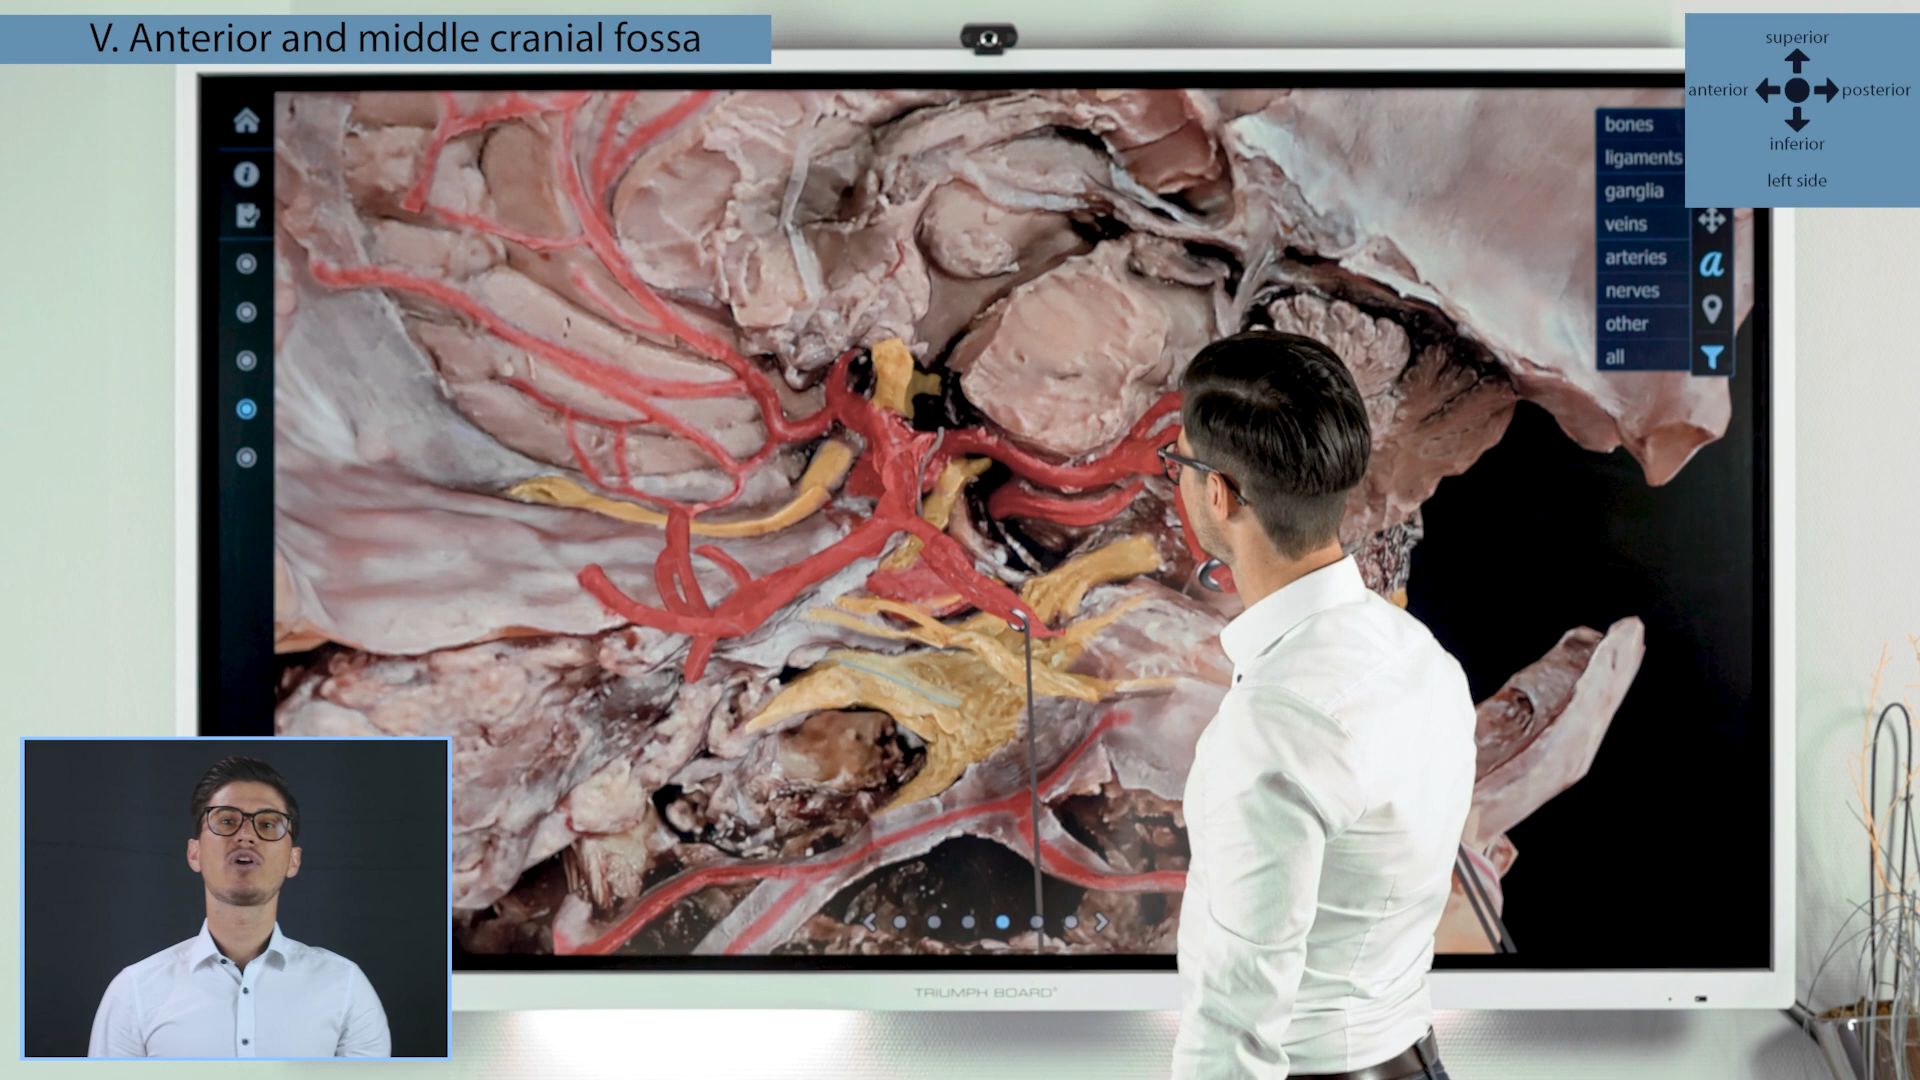 V. Anterior and middle cranial fossa
superior
anterior posterior
inferior
left side
bones
ligaments
ganglia
veins
arteries
nerves
other
all
a
i
TRIUMPH BOARD®